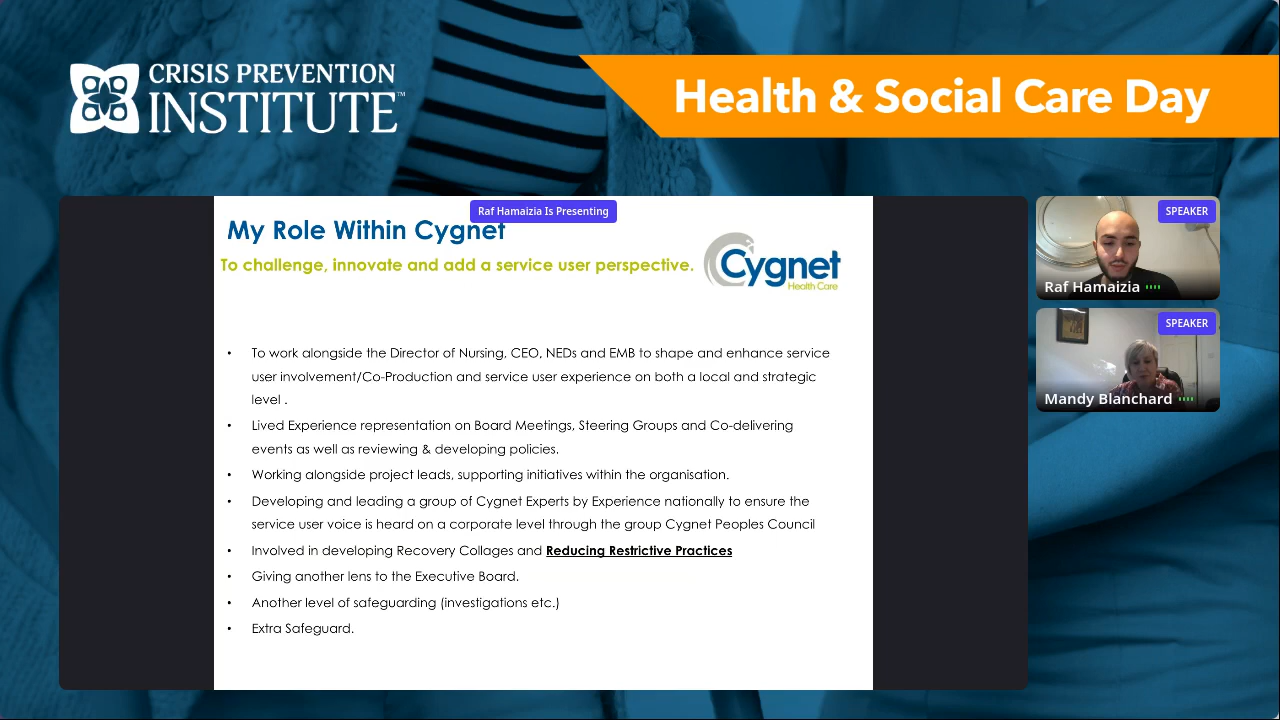 CRISIS PREVENTION
INSTITUTE™
Health & Social Care Day
Raf Hamaizia Is Presenting
My Role Within Cygnet
To challenge, innovate and add a service user perspective.
Cygnet
Health Care
• To work alongside the Director of Nursing, CEO, NEDs and EMB to shape and enhance service
user involvement/Co-Production and service user experience on both a local and strategic
level .
• Lived Experience representation on Board Meetings, Steering Groups and Co-delivering
events as well as reviewing & developing policies.
• Working alongside project leads, supporting initiatives within the organisation.
• Developing and leading a group of Cygnet Experts by Experience nationally to ensure the
service user voice is heard on a corporate level through the group Cygnet Peoples Council
• Involved in developing Recovery Collages and Reducing Restrictive Practices
• Giving another lens to the Executive Board.
• Another level of safeguarding (investigations etc.)
• Extra Safeguard.
SPEAKER
Raf Hamaizia
SPEAKER
Mandy Blanchard